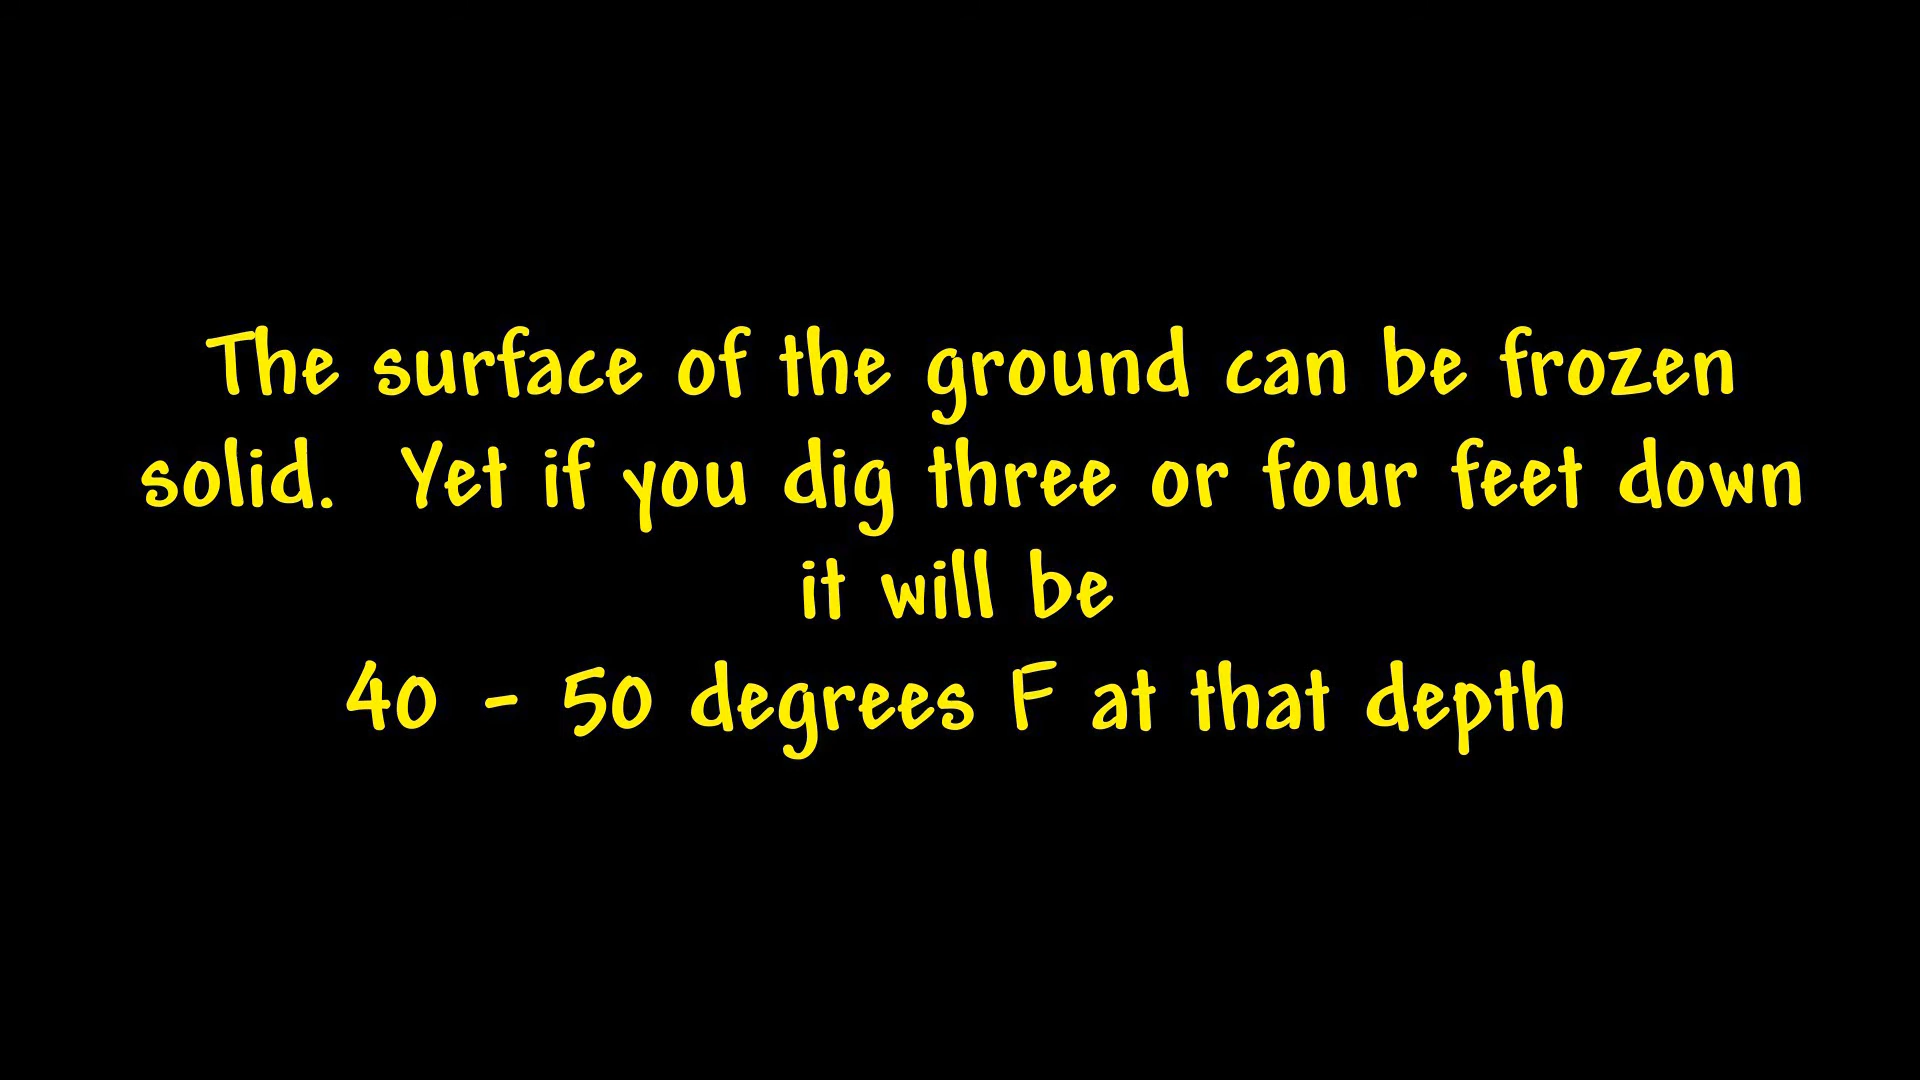 The surface of the ground can be frozen
solid.  Yet if you dig three or four feet down
it will be
40 - 50 degrees F at that depth